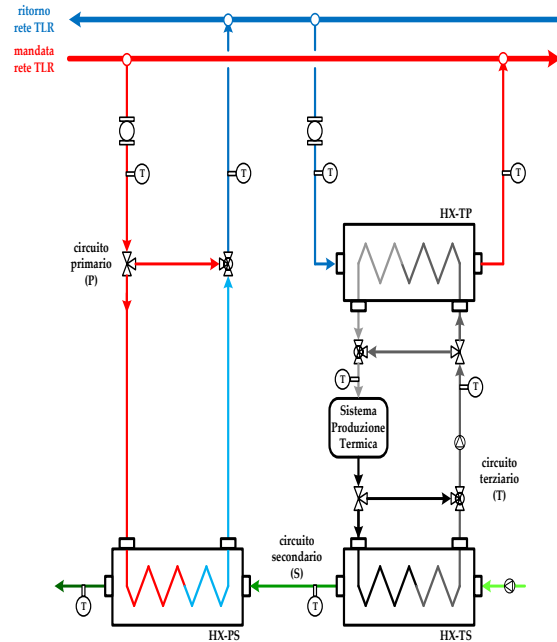 ritorno
rete TLR
mandata
rete TLR
T
T
T
T
HX-TP
circuito
primario
(P)
T
T
Sistema
Produzione
Termica
circuito
terziario
(T)
circuito
secondario
(S)
T
T
HX-PS
HX-TS